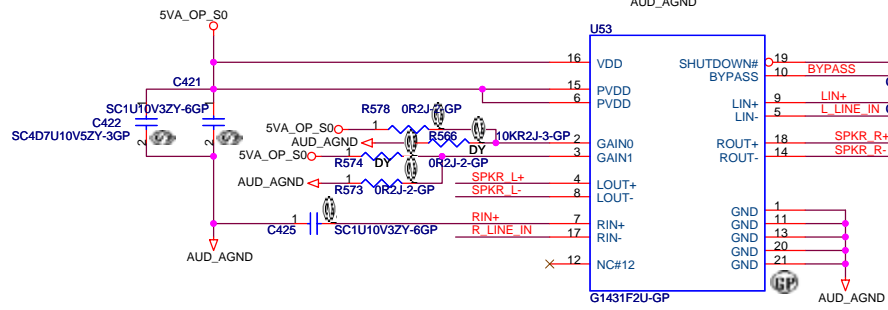 AUD_AGND
5VA_OP_S0
U53
16 VDD SHUTDOWN# 19
BYPASS 10 BYPASS
C421
15 PVDD
6 PVDD
SC1U10V3ZY-6GP
C422
SC4D7U10V5ZY-3GP
1
1
2
2
LIN+ 9 LIN+
LIN- 5 L_LINE_IN
R578 0R2J-2-GP
5VA_OP_S0 1
R566 10KR2J-3-GP
AUD_AGND 1 DY
2 GAIN0
3 GAIN1
ROUT+ 18 SPKR_R+
ROUT- 14 SPKR_R-
5VA_OP_S0 1
R574 DY 0R2J-2-GP
AUD_AGND 1
R573 0R2J-2-GP
SPKR_L+ 4 LOUT+
SPKR_L- 8 LOUT-
GND 1
GND 11
GND 13
GND 20
GND 21
1 RIN+ 7 RIN+
C425 SC1U10V3ZY-6GP
R_LINE_IN 17 RIN-
12 NC#12
AUD_AGND
GP
G1431F2U-GP
AUD_AGND